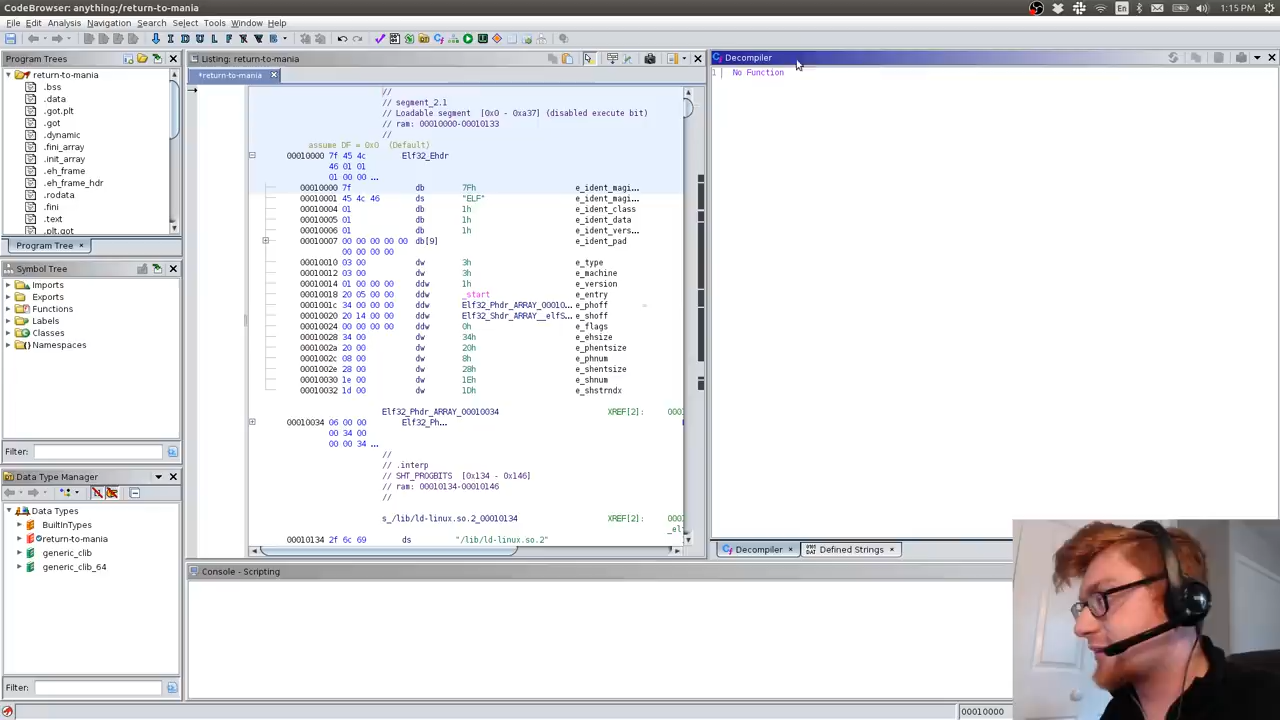 CodeBrowser: anything:/return-to-mania
En
1:15 PM
File Edit Analysis Navigation Search Select Tools Window Help
I D U L F R V B
Program Trees
return-to-mania
.bss
.data
.got.plt
.got
.dynamic
.fini_array
.init_array
.eh_frame
.eh_frame_hdr
.rodata
.fini
.text
.plt.got
Program Tree
Symbol Tree
Imports
Exports
Functions
Labels
Classes
Namespaces
Filter:
Data Type Manager
Data Types
BuiltInTypes
return-to-mania
generic_clib
generic_clib_64
Filter:
Listing: return-to-mania
*return-to-mania
//
// segment_2.1
// Loadable segment [0x0 - 0xa37] (disabled execute bit)
// ram: 00010000-00010133
//
assume DF = 0x0 (Default)
00010000 7f 45 4c Elf32_Ehdr
46 01 01
01 00 00 ...
00010000 7f db 7Fh e_ident_magi...
00010001 45 4c 46 ds "ELF" e_ident_magi...
00010004 01 db 1h e_ident_class
00010005 01 db 1h e_ident_data
00010006 01 db 1h e_ident_vers...
00010007 00 00 00 00 00 db[9] e_ident_pad
00 00 00 00
00010010 03 00 dw 3h e_type
00010012 03 00 dw 3h e_machine
00010014 01 00 00 00 ddw 1h e_version
00010018 20 05 00 00 ddw _start e_entry
0001001c 34 00 00 00 ddw Elf32_Phdr_ARRAY_00010... e_phoff
00010020 20 14 00 00 ddw Elf32_Shdr_ARRAY__elfS... e_shoff
00010024 00 00 00 00 ddw 0h e_flags
00010028 34 00 dw 34h e_ehsize
0001002a 20 00 dw 20h e_phentsize
0001002c 08 00 dw 8h e_phnum
0001002e 28 00 dw 28h e_shentsize
00010030 1e 00 dw 1Eh e_shnum
00010032 1d 00 dw 1Dh e_shstrndx
Elf32_Phdr_ARRAY_00010034 XREF[2]: 000
00010034 06 00 00 Elf32_Ph...
00 34 00
00 00 34 ...
//
// .interp
// SHT_PROGBITS [0x134 - 0x146]
// ram: 00010134-00010146
//
s_/lib/ld-linux.so.2_00010134 XREF[2]: 000
_el
00010134 2f 6c 69 ds "/lib/ld-linux.so.2"
Decompiler
1 No Function
Decompiler
Defined Strings
Console - Scripting
00010000